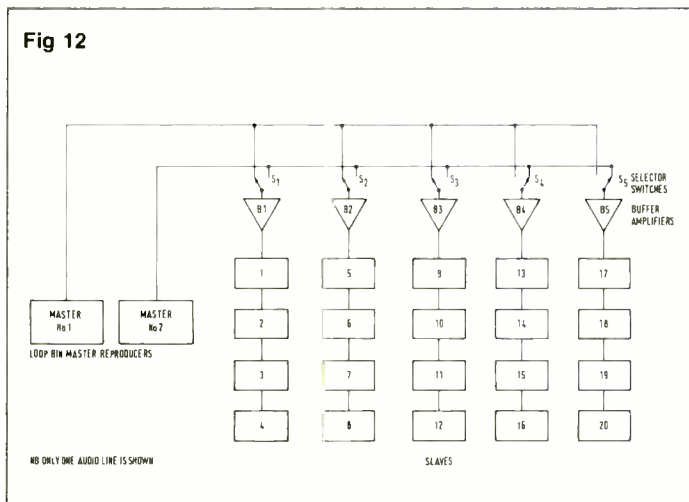 Fig 12
S1 S2 S3 S4 S5 SELECTOR
SWITCHES
B1 B2 B3 B4 B5 BUFFER
AMPLIFIERS
1 5 9 13 17
MASTER
No.1
MASTER
No 2
2 6 10 14 18
LOOP BIN MASTER REPRODUCERS
3 7 11 15 19
4 8 12 16 20
NB ONLY ONE AUDIO LINE IS SHOWN
SLAVES